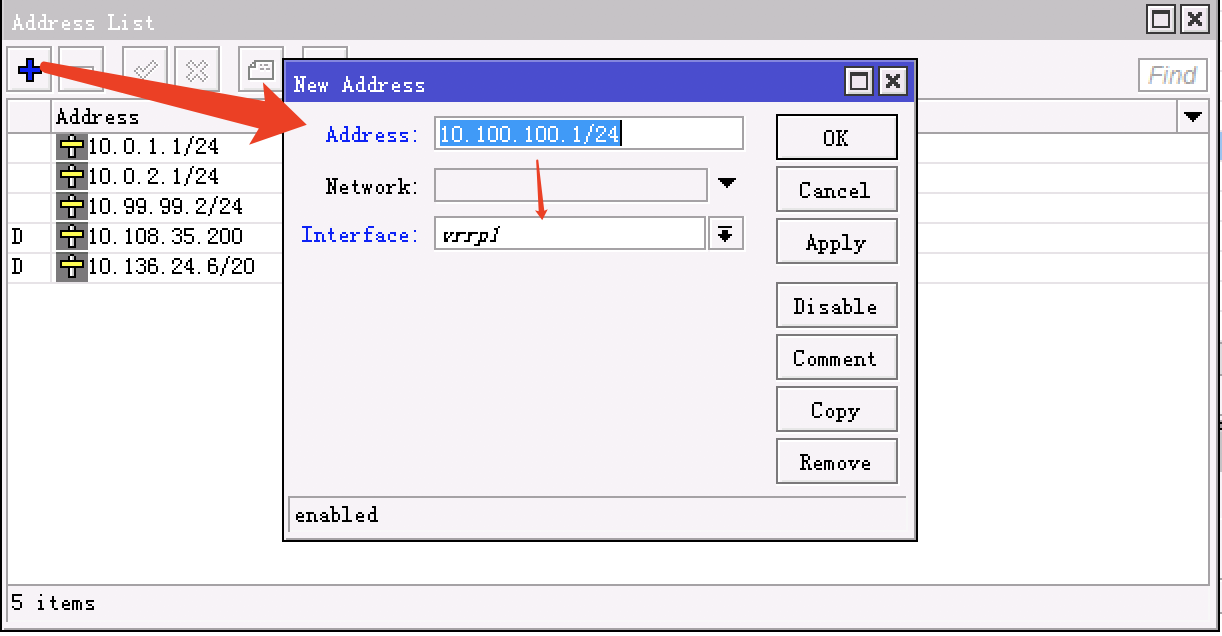 Address List
Find
Address
10.0.1.1/24
10.0.2.1/24
10.99.99.2/24
D 10.108.35.200
D 10.136.24.6/20
5 items
New Address
Address: 10.100.100.1/24
Network:
Interface: vrrp1
OK
Cancel
Apply
Disable
Comment
Copy
Remove
enabled